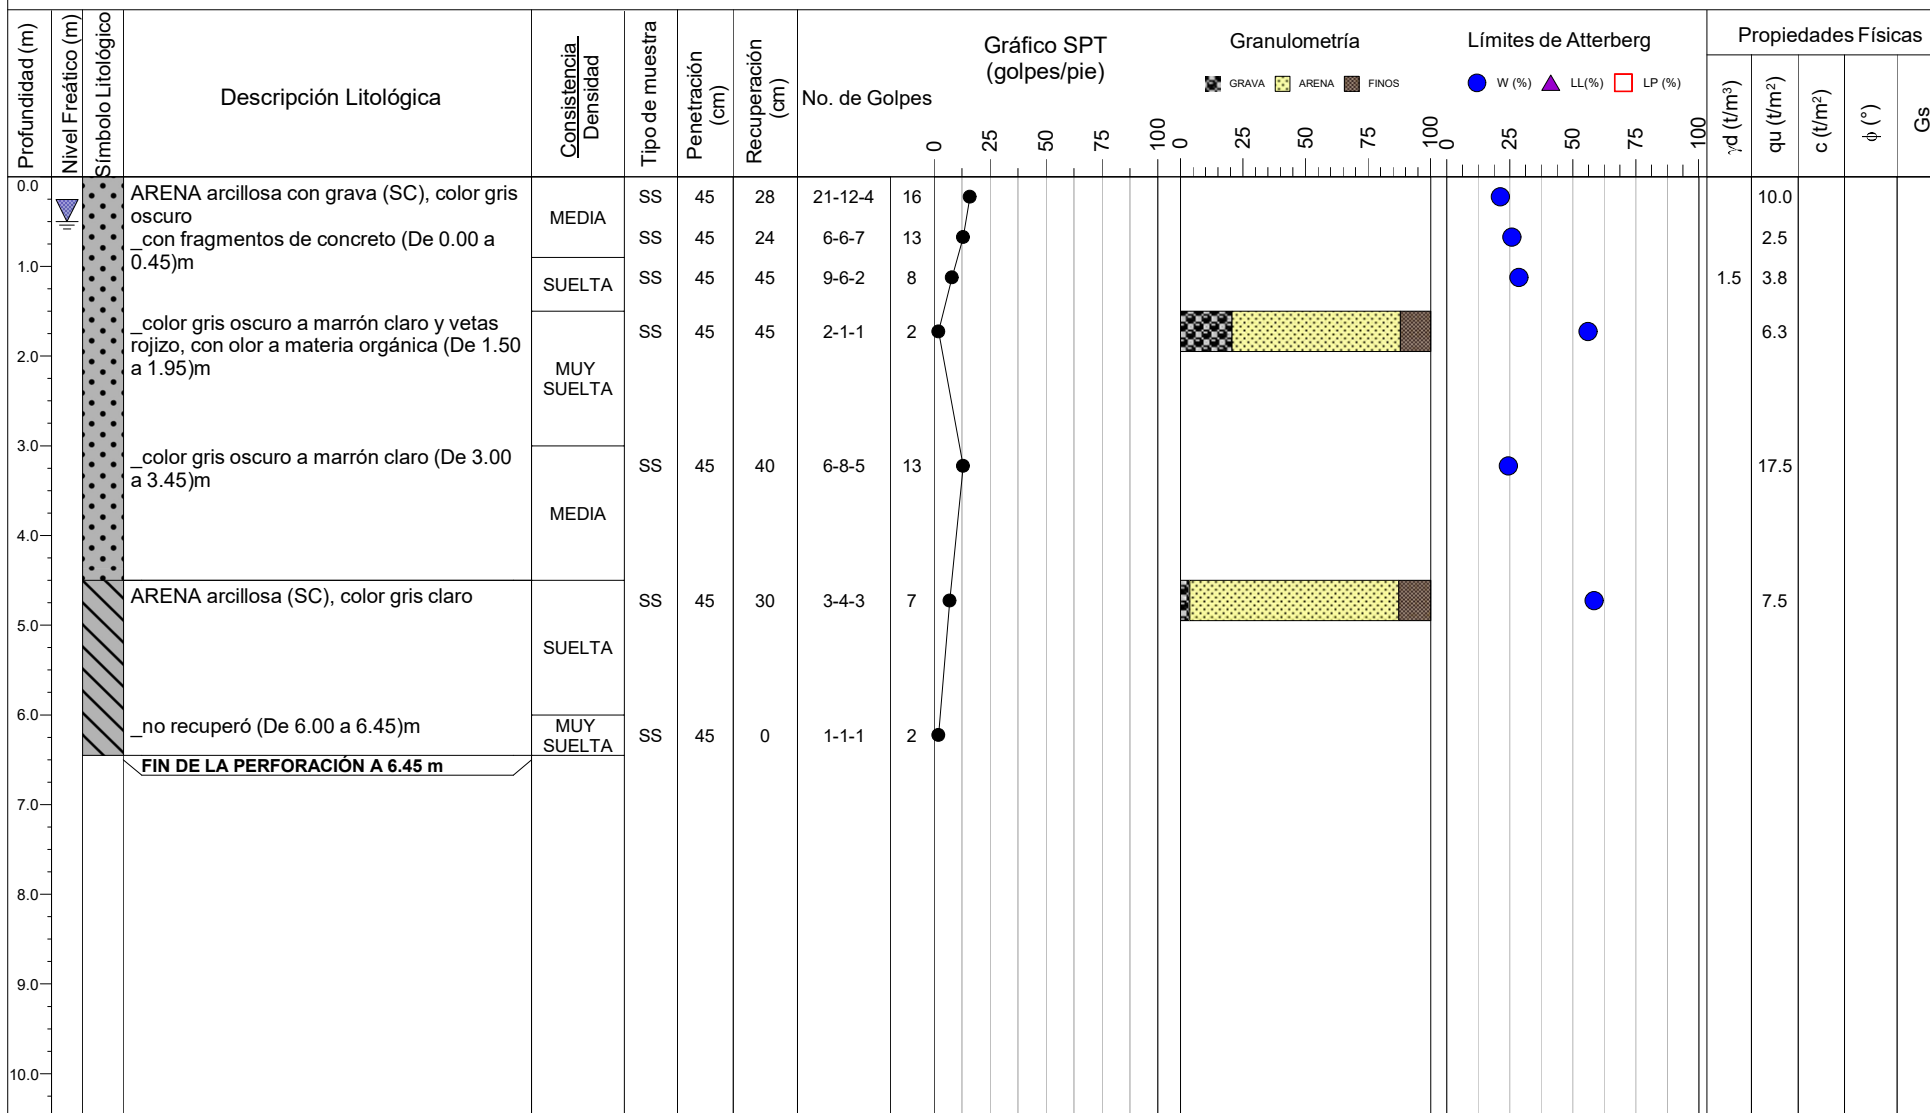 Profundidad (m)
Nivel Freático (m)
Símbolo Litológico
Descripción Litológica
Consistencia
Densidad
Tipo de muestra
Penetración
(cm)
Recuperación
(cm)
No. de Golpes
Gráfico SPT
(golpes/pie)
0 25 50 75 100
Granulometría
GRAVA ARENA FINOS
0 25 50 75 100
Límites de Atterberg
W (%) LL(%) LP (%)
0 25 50 75 100
Propiedades Físicas
γd (t/m³)
qu (t/m²)
c (t/m²)
ϕ (°)
Gs
0.0
ARENA arcillosa con grava (SC), color gris
oscuro
_con fragmentos de concreto (De 0.00 a
0.45)m
MEDIA
SS 45 28 21-12-4 16 10.0
SS 45 24 6-6-7 13 2.5
1.0
SUELTA
SS 45 45 9-6-2 8 1.5 3.8
_color gris oscuro a marrón claro y vetas
rojizo, con olor a materia orgánica (De 1.50
a 1.95)m
SS 45 45 2-1-1 2 6.3
2.0
MUY
SUELTA
3.0
_color gris oscuro a marrón claro (De 3.00
a 3.45)m
SS 45 40 6-8-5 13 17.5
MEDIA
4.0
ARENA arcillosa (SC), color gris claro
SS 45 30 3-4-3 7 7.5
5.0
SUELTA
6.0
_no recuperó (De 6.00 a 6.45)m
MUY
SUELTA
SS 45 0 1-1-1 2
FIN DE LA PERFORACIÓN A 6.45 m
7.0
8.0
9.0
10.0